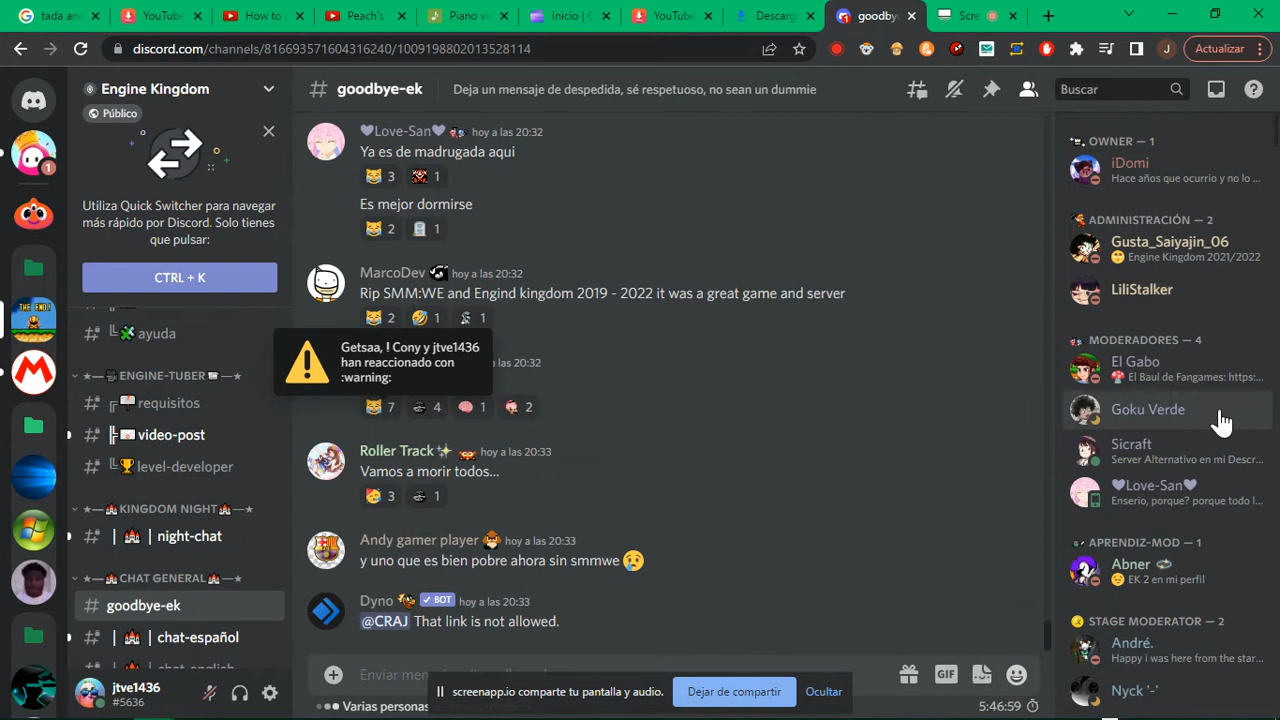 tada and
YouTube
How to p
Peach's
Piano vi
Inicio | C
YouTube
Descarg
goodby
Scre
discord.com/channels/816693571604316240/1009198802013528114
J
Actualizar
Engine Kingdom
Público
Utiliza Quick Switcher para navegar
más rápido por Discord. Solo tienes
que pulsar:
CTRL + K
ayuda
ENGINE-TUBER
requisitos
video-post
level-developer
KINGDOM NIGHT
night-chat
CHAT GENERAL
goodbye-ek
chat-español
chat-english
jtve1436
#5636
1
THE END!
# goodbye-ek
Deja un mensaje de despedida, sé respetuoso, no sean un dummie
Buscar
Love-San hoy a las 20:32
Ya es de madrugada aqui
3 1
Es mejor dormirse
2 1
MarcoDev hoy a las 20:32
Rip SMM:WE and Engind kingdom 2019 - 2022 it was a great game and server
2 1 1
Getsaa, ! Cony y jtve1436
han reaccionado con
:warning:
las 20:32
7 4 1 2
Roller Track hoy a las 20:33
Vamos a morir todos...
3 1
Andy gamer player hoy a las 20:33
y uno que es bien pobre ahora sin smmwe
Dyno BOT hoy a las 20:33
@CRAJ That link is not allowed.
GIF
screenapp.io comparte tu pantalla y audio.
Dejar de compartir
Ocultar
Varias personas
5:46:59
OWNER — 1
iDomi
Hace años que ocurrio y no lo ...
ADMINISTRACIÓN — 2
Gusta_Saiyajin_06
Engine Kingdom 2021/2022
LiliStalker
MODERADORES — 4
El Gabo
El Baul de Fangames: https:...
Goku Verde
Sicraft
Server Alternativo en mi Descr...
Love-San
Enserio, porque? porque todo l...
APRENDIZ-MOD — 1
Abner
EK 2 en mi perfil
STAGE MODERATOR — 2
André.
Happy i was here from the star...
Nyck '-'